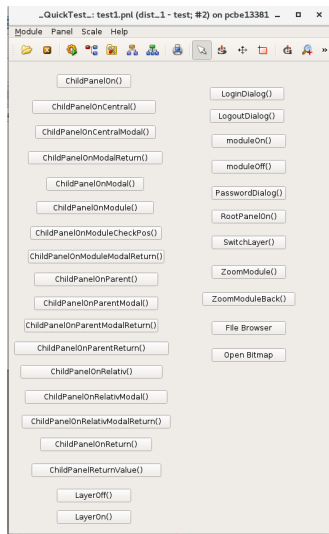 _QuickTest_: test1.pnl (dist_1 - test; #2) on pcbe13381
Module Panel Scale Help
»
ChildPanelOn()
ChildPanelOnCentral()
ChildPanelOnCentralModal()
ChildPanelOnModalReturn()
ChildPanelOnModal()
ChildPanelOnModule()
ChildPanelOnModuleCheckPos()
ChildPanelOnModuleModalReturn()
ChildPanelOnParent()
ChildPanelOnParentModal()
ChildPanelOnParentModalReturn()
ChildPanelOnParentReturn()
ChildPanelOnRelativ()
ChildPanelOnRelativModal()
ChildPanelOnRelativModalReturn()
ChildPanelOnReturn()
ChildPanelReturnValue()
LayerOff()
LayerOn()
LoginDialog()
LogoutDialog()
moduleOn()
moduleOff()
PasswordDialog()
RootPanelOn()
SwitchLayer()
ZoomModule()
ZoomModuleBack()
File Browser
Open Bitmap